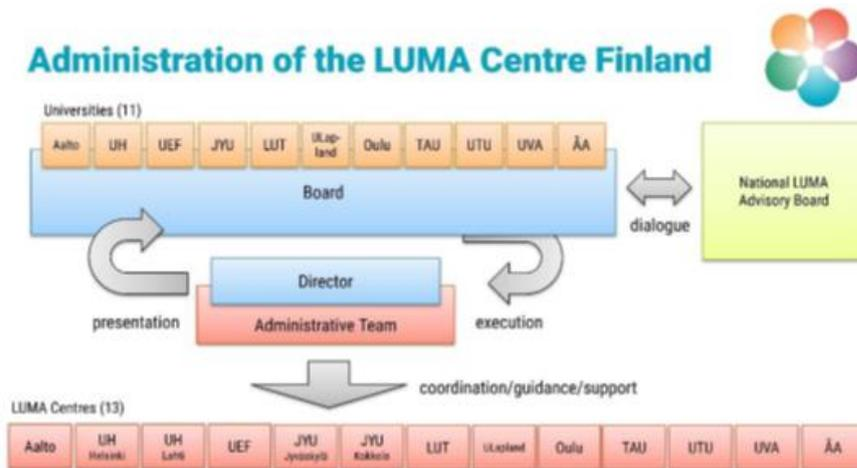 Administration of the LUMA Centre Finland
Universities (11)
Aalto UH UEF JYU LUT ULap-
land Oulu TAU UTU UVA ÅA
Board
National LUMA
Advisory Board
dialogue
Director
presentation
Administrative Team
execution
coordination/guidance/support
LUMA Centres (13)
Aalto
UH
Helsinki
UH
Lahti
UEF
JYU
Jyväskylä
JYU
Kokkola
LUT
ULapland
Oulu
TAU
UTU
UVA
ÅA